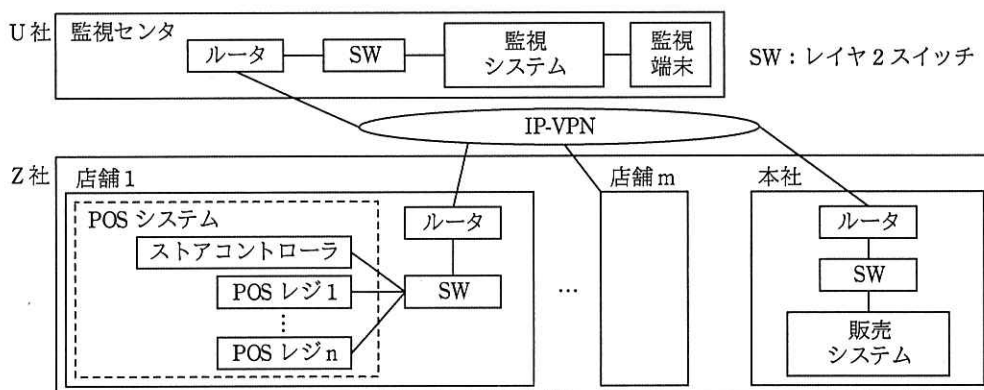 U社
監視センタ
ルータ
SW
監視
システム
監視
端末
SW：レイヤ2スイッチ
IP-VPN
Z社
店舗1
店舗m
本社
POSシステム
ルータ
ルータ
ストアコントローラ
POSレジ1
SW
…
SW
⋮
POSレジn
販売
システム